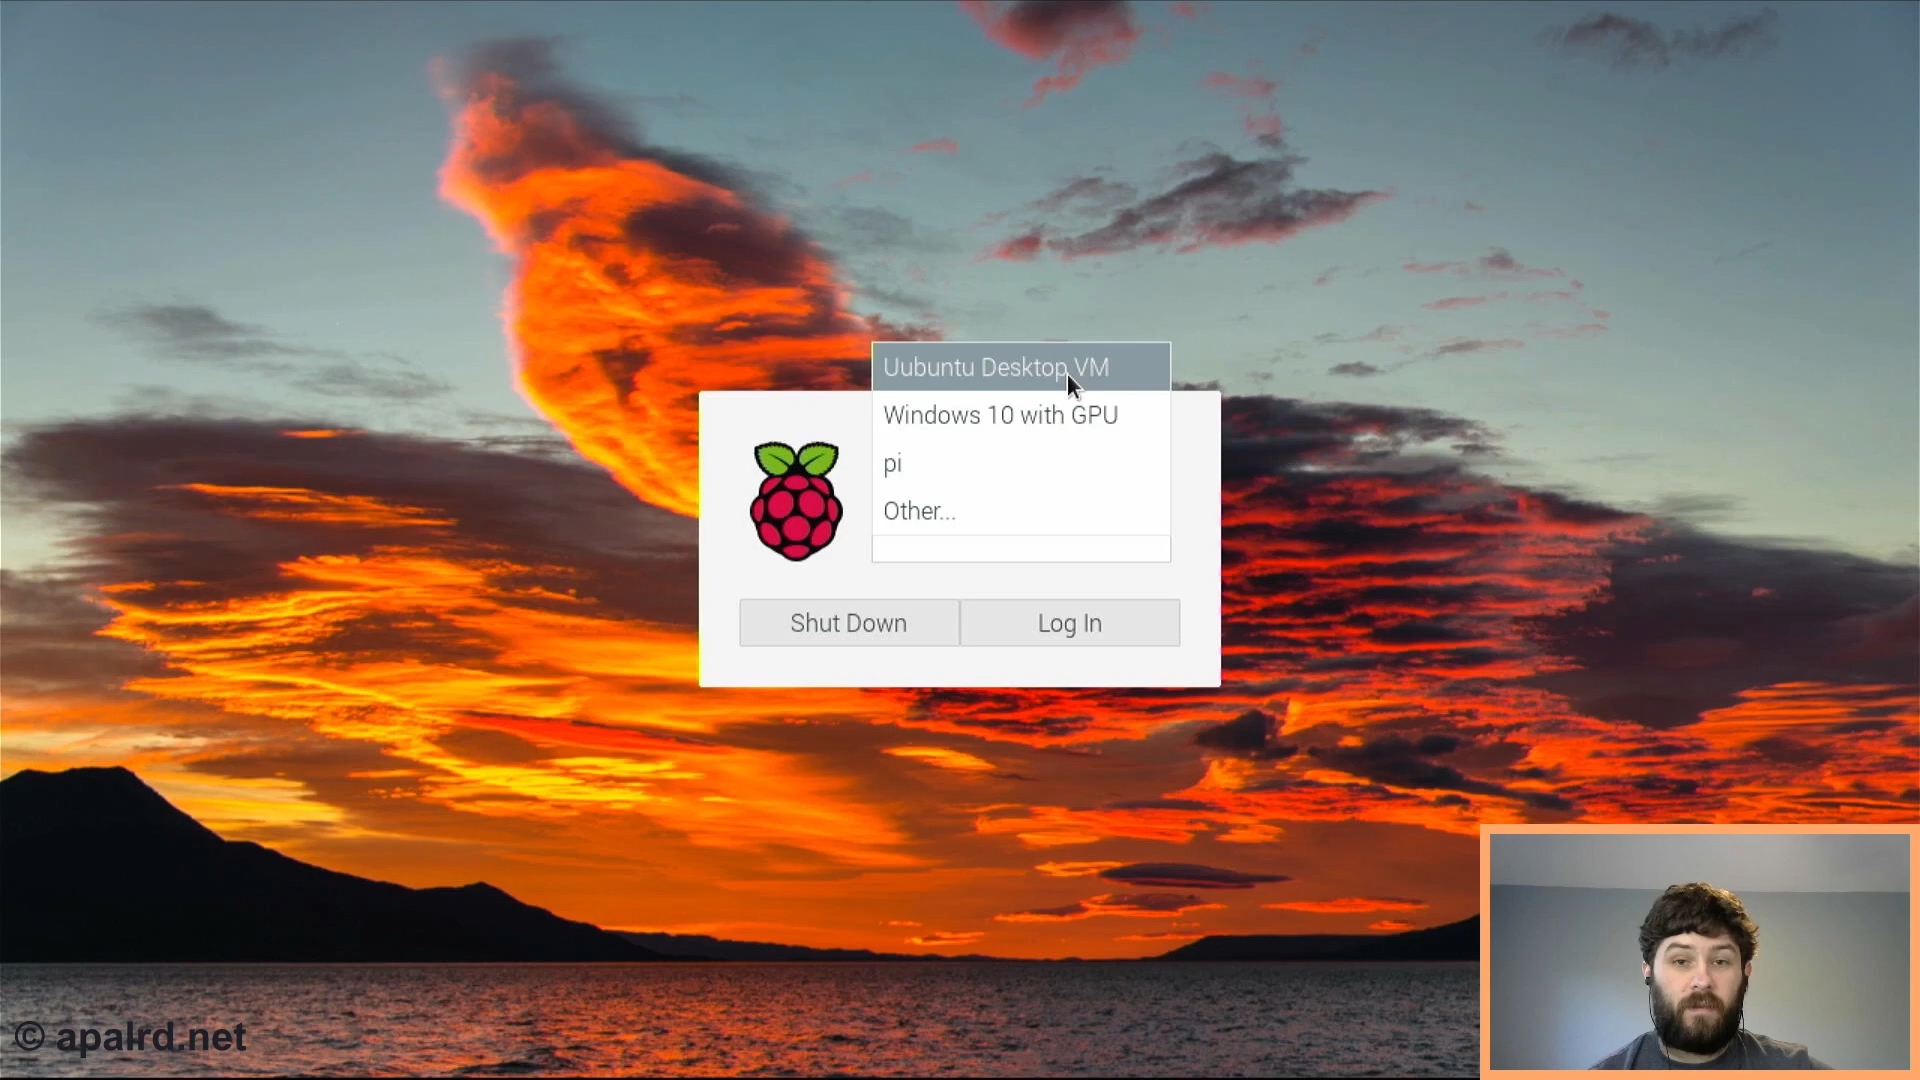 Uubuntu Desktop VM
Windows 10 with GPU
pi
Other...
Shut Down
Log In
© apalrd.net